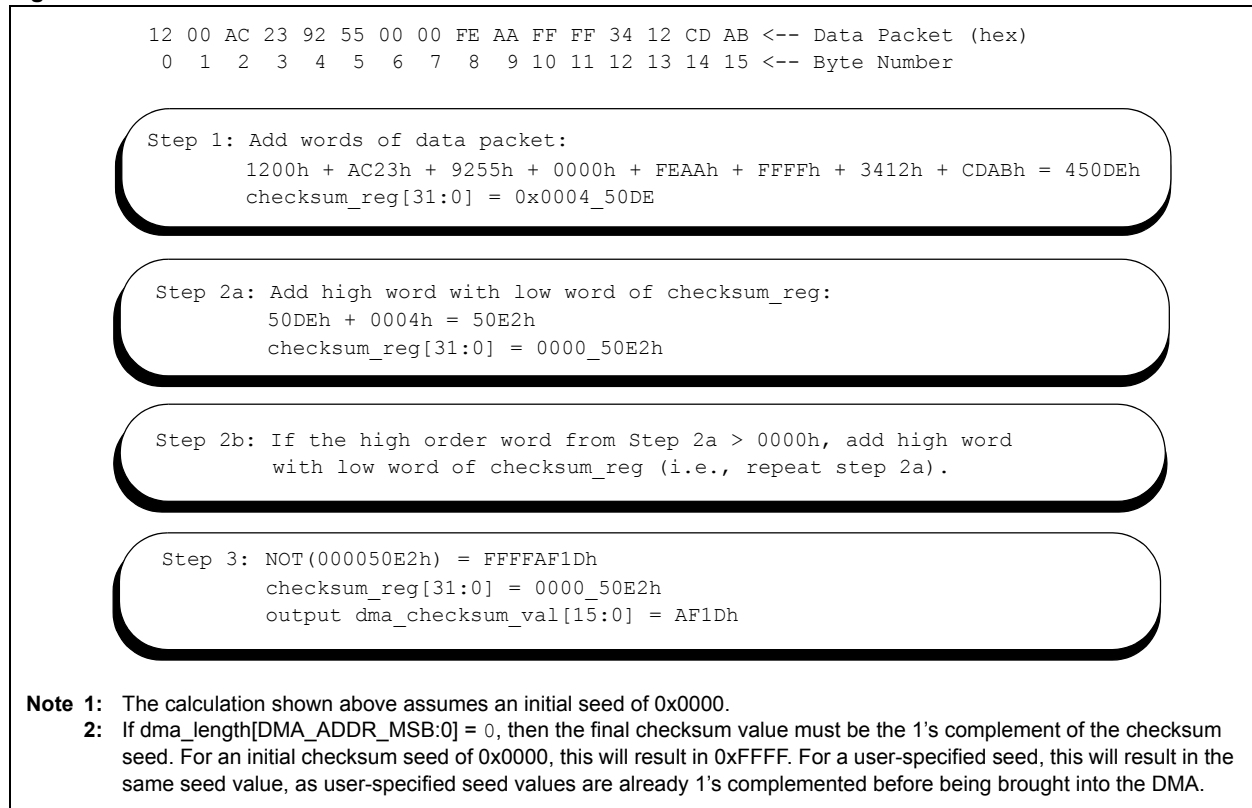 12 00 AC 23 92 55 00 00 FE AA FF FF 34 12 CD AB <-- Data Packet (hex)
0 1 2 3 4 5 6 7 8 9 10 11 12 13 14 15 <-- Byte Number
Step 1: Add words of data packet:
1200h + AC23h + 9255h + 0000h + FEAAh + FFFFh + 3412h + CDABh = 450DEh
checksum_reg[31:0] = 0x0004_50DE
Step 2a: Add high word with low word of checksum_reg:
50DEh + 0004h = 50E2h
checksum_reg[31:0] = 0000_50E2h
Step 2b: If the high order word from Step 2a > 0000h, add high word
with low word of checksum_reg (i.e., repeat step 2a).
Step 3: NOT(000050E2h) = FFFFAF1Dh
checksum_reg[31:0] = 0000_50E2h
output dma_checksum_val[15:0] = AF1Dh
Note 1: The calculation shown above assumes an initial seed of 0x0000.
2: If dma_length[DMA_ADDR_MSB:0] = 0, then the final checksum value must be the 1's complement of the checksum
seed. For an initial checksum seed of 0x0000, this will result in 0xFFFF. For a user-specified seed, this will result in the
same seed value, as user-specified seed values are already 1's complemented before being brought into the DMA.